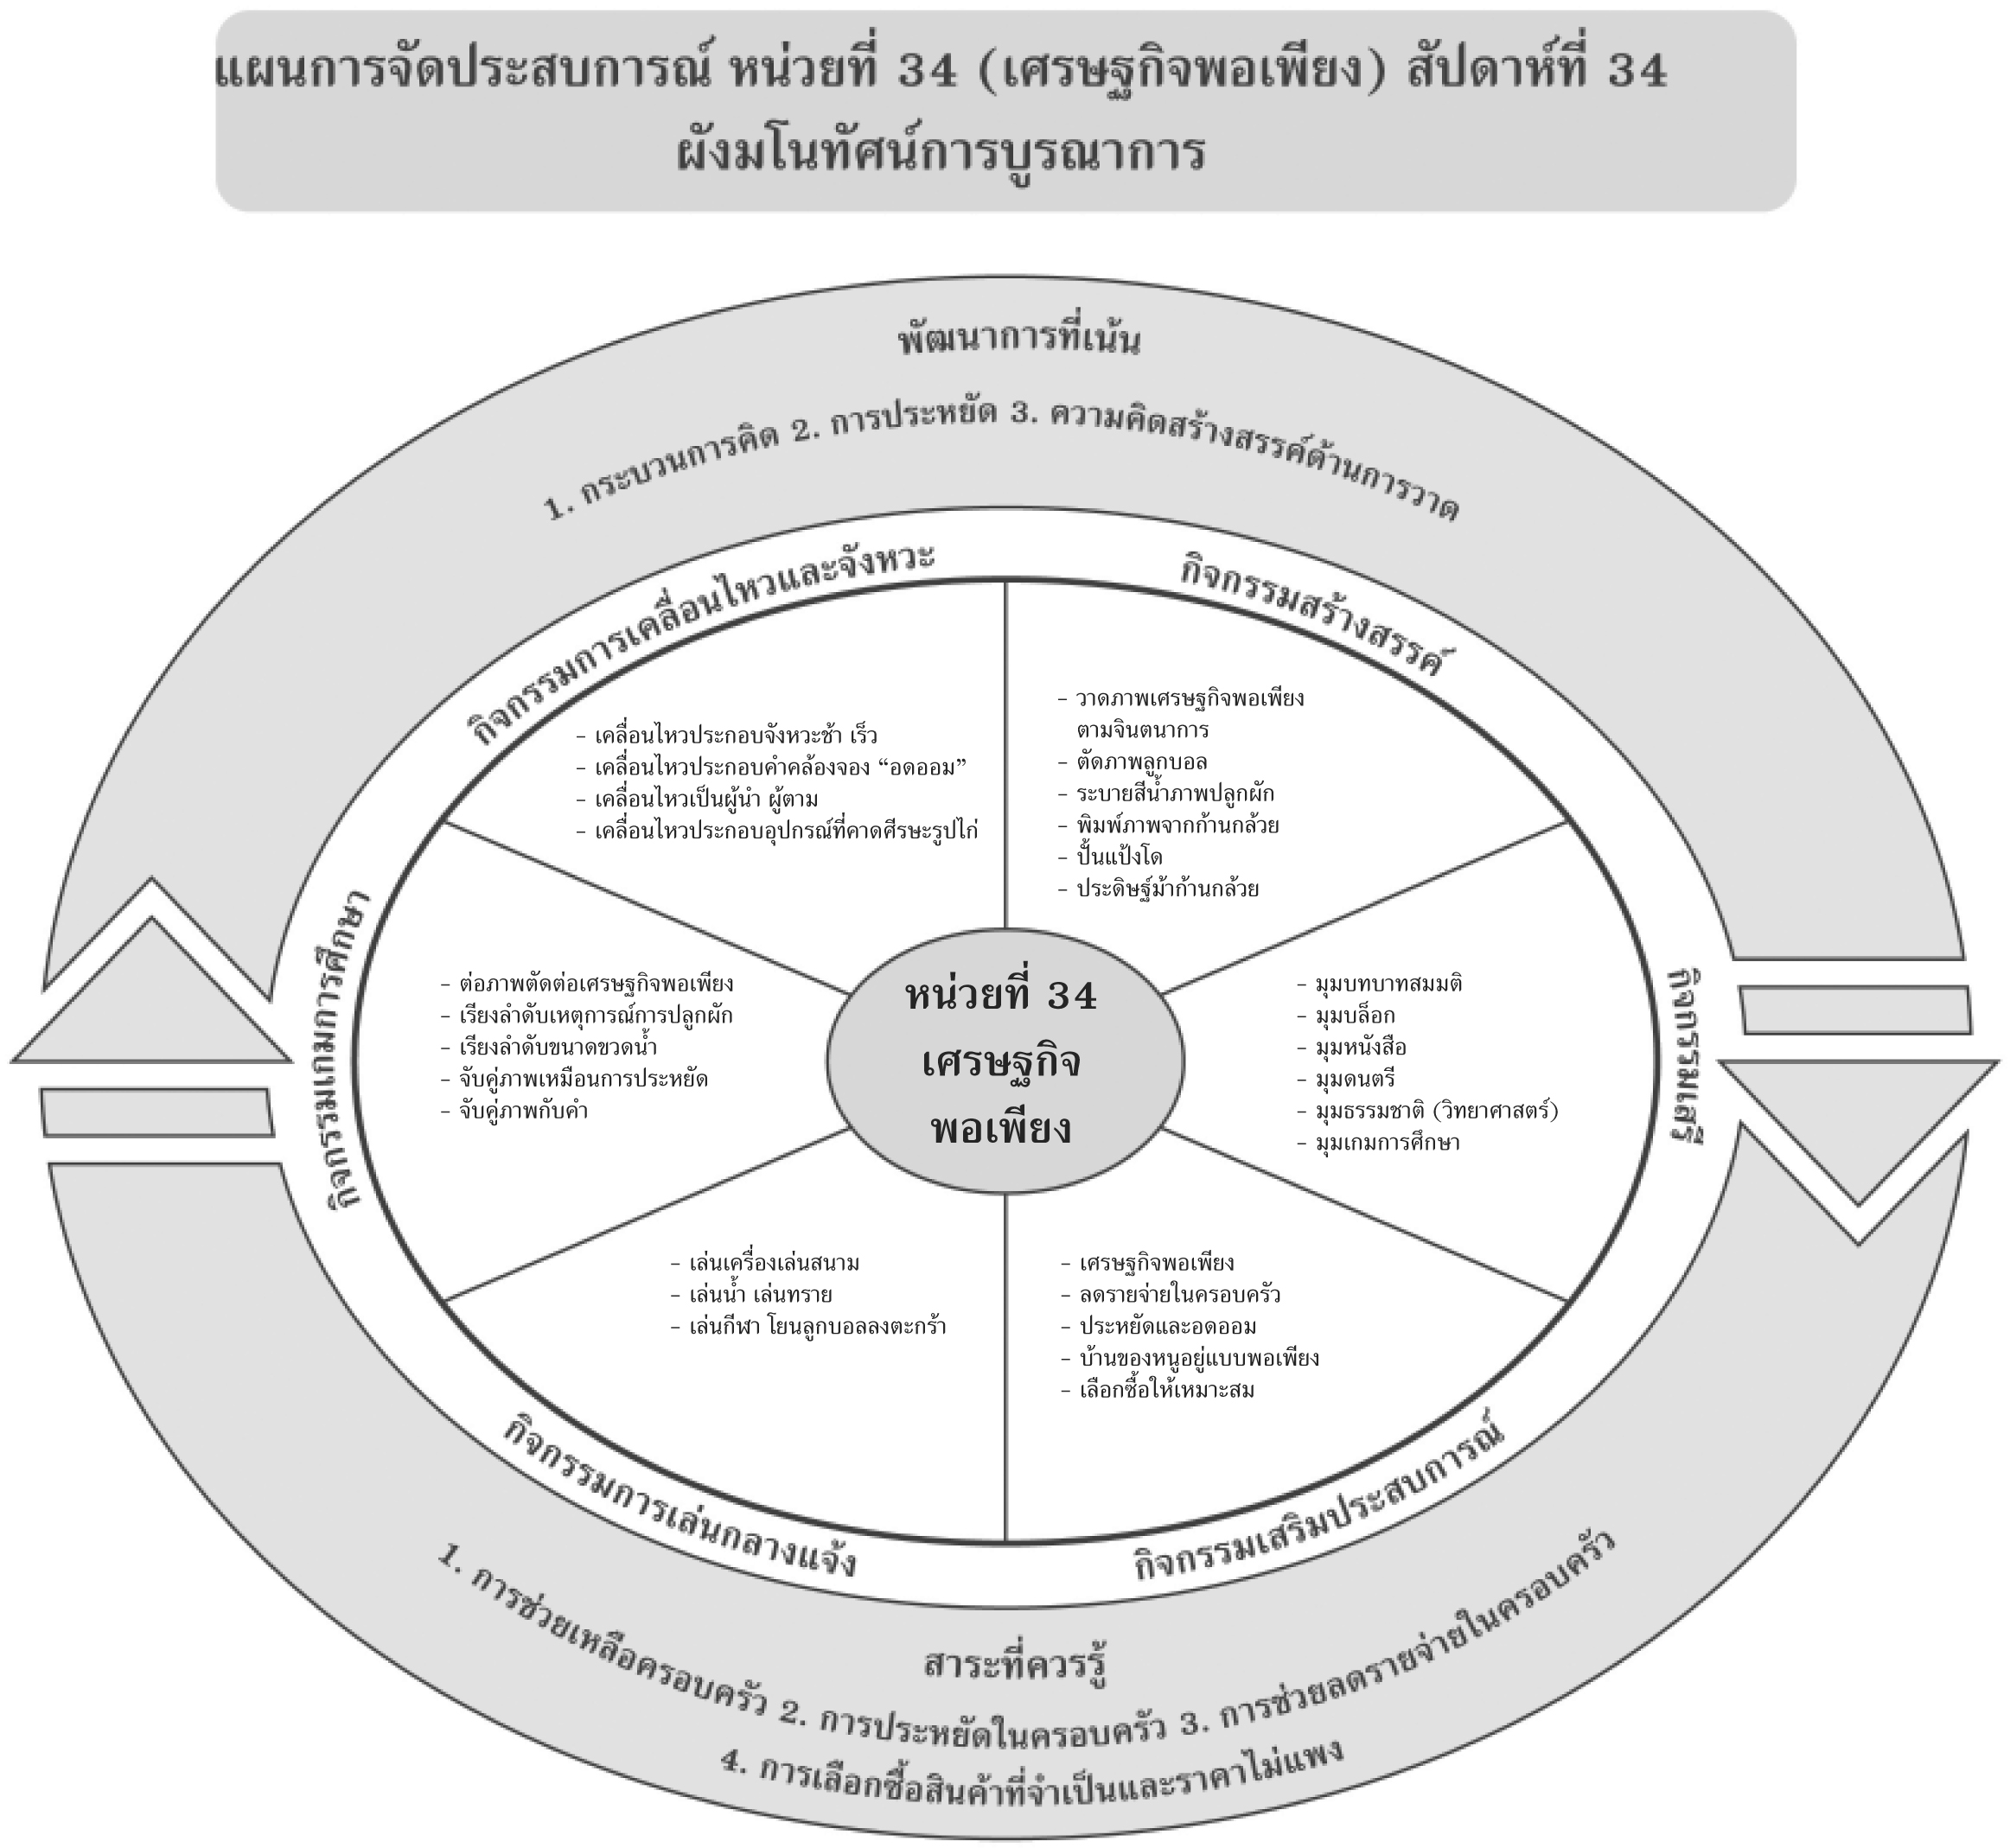 แผนการจัดประสบการณ์ หน่วยที่ 34 (เศรษฐกิจพอเพียง) สัปดาห์ที่ 34
ผังมโนทัศน์การบูรณาการ
พัฒนาการที่เน้น
1. กระบวนการคิด 2. การประหยัด 3. ความคิดสร้างสรรค์ด้านการวาด
กิจกรรมการเคลื่อนไหวและจังหวะ
- เคลื่อนไหวประกอบจังหวะช้า เร็ว
- เคลื่อนไหวประกอบคำคล้องจอง “อดออม”
- เคลื่อนไหวเป็นผู้นำ ผู้ตาม
- เคลื่อนไหวประกอบอุปกรณ์ที่คาดศีรษะรูปไก่
กิจกรรมสร้างสรรค์
- วาดภาพเศรษฐกิจพอเพียง
ตามจินตนาการ
- ตัดภาพลูกบอล
- ระบายสีน้ำภาพปลูกผัก
- พิมพ์ภาพจากก้านกล้วย
- ปั้นแป้งโด
- ประดิษฐ์ม้าก้านกล้วย
กิจกรรมเกมการศึกษา
- ต่อภาพตัดต่อเศรษฐกิจพอเพียง
- เรียงลำดับเหตุการณ์การปลูกผัก
- เรียงลำดับขนาดขวดน้ำ
- จับคู่ภาพเหมือนการประหยัด
- จับคู่ภาพกับคำ
หน่วยที่ 34
เศรษฐกิจ
พอเพียง
กิจกรรมเสรี
- มุมบทบาทสมมติ
- มุมบล็อก
- มุมหนังสือ
- มุมดนตรี
- มุมธรรมชาติ (วิทยาศาสตร์)
- มุมเกมการศึกษา
- เล่นเครื่องเล่นสนาม
- เล่นน้ำ เล่นทราย
- เล่นกีฬา โยนลูกบอลลงตะกร้า
กิจกรรมการเล่นกลางแจ้ง
- เศรษฐกิจพอเพียง
- ลดรายจ่ายในครอบครัว
- ประหยัดและอดออม
- บ้านของหนูอยู่แบบพอเพียง
- เลือกซื้อให้เหมาะสม
กิจกรรมเสริมประสบการณ์
สาระที่ควรรู้
1. การช่วยเหลือครอบครัว 2. การประหยัดในครอบครัว 3. การช่วยลดรายจ่ายในครอบครัว
4. การเลือกซื้อสินค้าที่จำเป็นและราคาไม่แพง